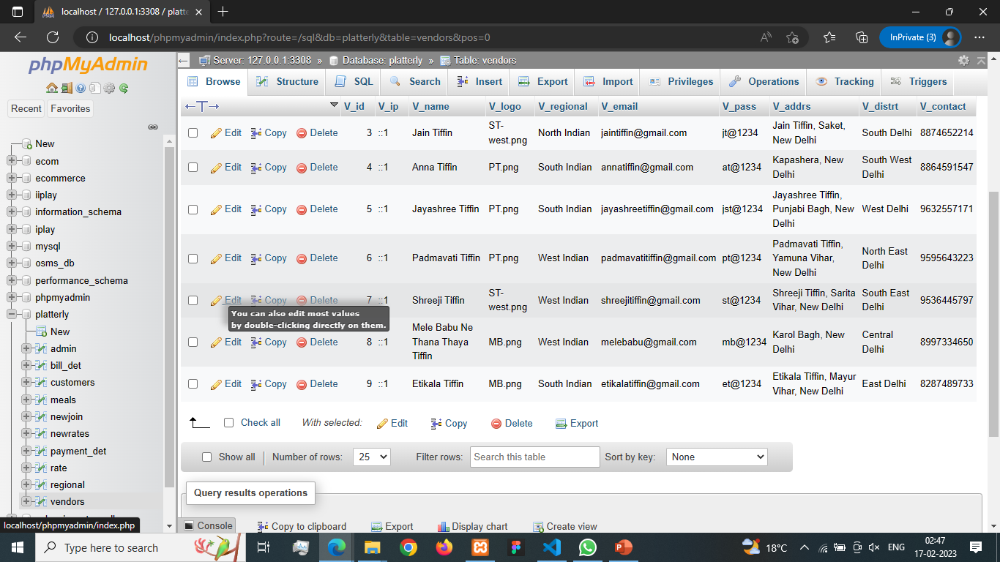 localhost / 127.0.0.1:3308 / platte
localhost/phpmyadmin/index.php?route=/sql&db=platterly&table=vendors&pos=0
InPrivate (3)
phpMyAdmin
Recent Favorites
New
ecom
ecommerce
iiplay
information_schema
iplay
mysql
osms_db
performance_schema
phpmyadmin
platterly
New
admin
bill_det
customers
meals
newjoin
newrates
payment_det
rate
regional
vendors
localhost/phpmyadmin/index.php
Server: 127.0.0.1:3308 » Database: platterly » Table: vendors
Browse Structure SQL Search Insert Export Import Privileges Operations Tracking Triggers
V_id V_ip V_name V_logo V_regional V_email V_pass V_addrs V_distrt V_contact
Edit Copy Delete 3 ::1 Jain Tiffin ST-west.png North Indian jaintiffin@gmail.com jt@1234 Jain Tiffin, Saket, New Delhi South Delhi 8874652214
Edit Copy Delete 4 ::1 Anna Tiffin PT.png South Indian annatiffin@gmail.com at@1234 Kapashera, New Delhi South West Delhi 8864591547
Edit Copy Delete 5 ::1 Jayashree Tiffin PT.png South Indian jayashreetiffin@gmail.com jst@1234 Jayashree Tiffin, Punjabi Bagh, New Delhi West Delhi 9632557171
Edit Copy Delete 6 ::1 Padmavati Tiffin PT.png West Indian padmavatitiffin@gmail.com pt@1234 Padmavati Tiffin, Yamuna Vihar, New Delhi North East Delhi 9595643223
Edit Copy Delete 7 ::1 Shreeji Tiffin ST-west.png West Indian shreejitiffin@gmail.com st@1234 Shreeji Tiffin, Sarita Vihar, New Delhi South East Delhi 9536445797
You can also edit most values
by double-clicking directly on them.
Edit Copy Delete 8 ::1 Mele Babu Ne Thana Thaya Tiffin MB.png West Indian melebabu@gmail.com mb@1234 Karol Bagh, New Delhi Central Delhi 8997334650
Edit Copy Delete 9 ::1 Etikala Tiffin MB.png South Indian etikalatiffin@gmail.com et@1234 Etikala Tiffin, Mayur Vihar, New Delhi East Delhi 8287489733
Check all With selected: Edit Copy Delete Export
Show all Number of rows: 25 Filter rows: Search this table Sort by key: None
Query results operations
Console Copy to clipboard Export Display chart Create view
Type here to search
18°C ENG
02:47
17-02-2023